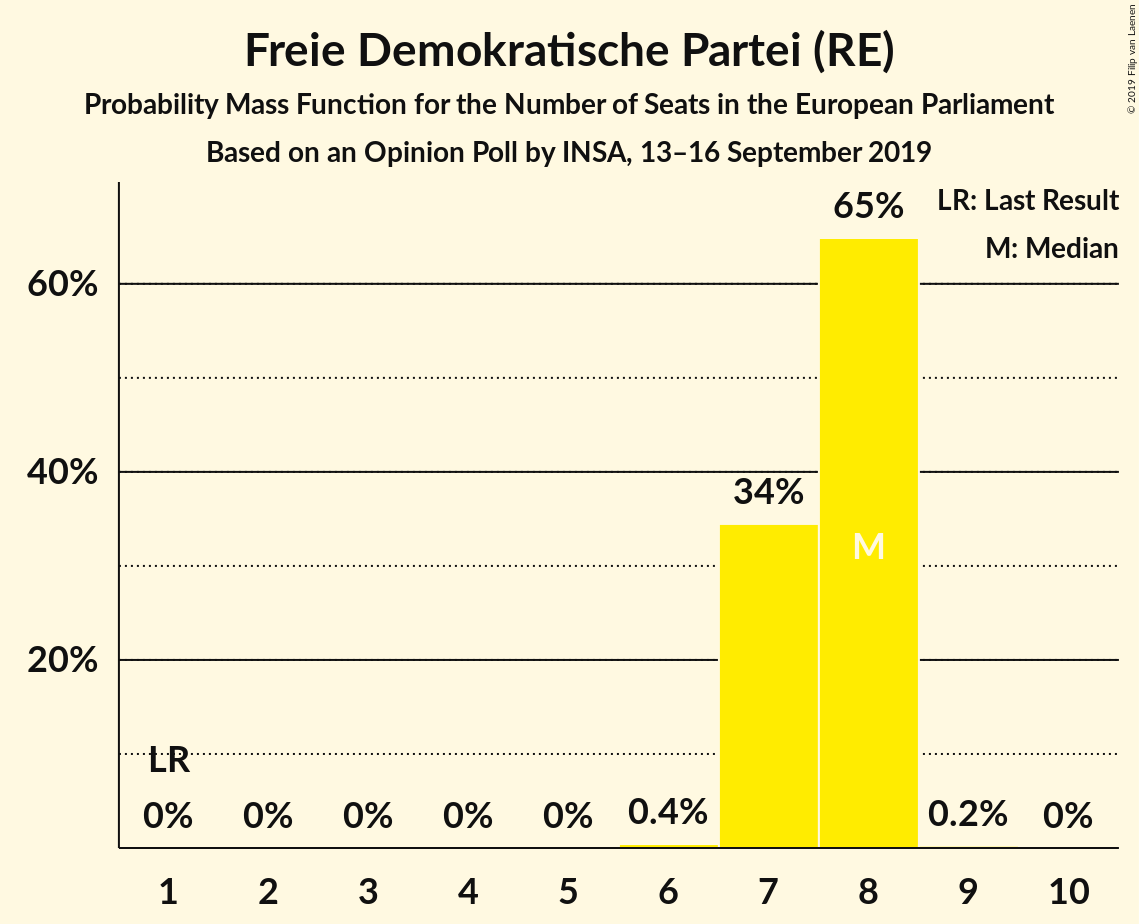 Freie Demokratische Partei (RE)
Probability Mass Function for the Number of Seats in the European Parliament
Based on an Opinion Poll by INSA, 13–16 September 2019
© 2019 Filip van Laenen
LR: Last Result
M: Median
65%
60%
40%
34%
M
20%
LR
0% 0% 0% 0% 0% 0.4% 0.2% 0%
1 2 3 4 5 6 7 8 9 10